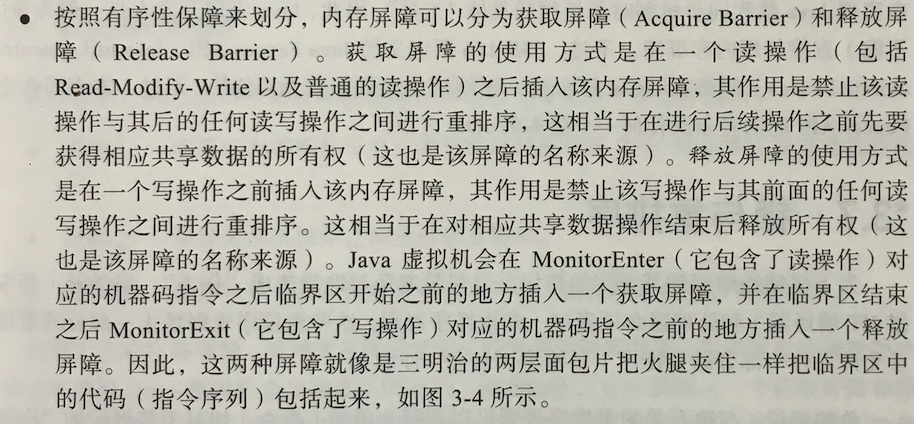 ● 按照有序性保障来划分，内存屏障可以分为获取屏障（Acquire Barrier）和释放屏
障（Release Barrier）。获取屏障的使用方式是在一个读操作（包括
Read-Modify-Write 以及普通的读操作）之后插入该内存屏障，其作用是禁止该读
操作与其后的任何读写操作之间进行重排序，这相当于在进行后续操作之前先要
获得相应共享数据的所有权（这也是该屏障的名称来源）。释放屏障的使用方式
是在一个写操作之前插入该内存屏障，其作用是禁止该写操作与其前面的任何读
写操作之间进行重排序。这相当于在对相应共享数据操作结束后释放所有权（这
也是该屏障的名称来源）。Java 虚拟机会在 MonitorEnter（它包含了读操作）对
应的机器码指令之后临界区开始之前的地方插入一个获取屏障，并在临界区结束
之后 MonitorExit（它包含了写操作）对应的机器码指令之前的地方插入一个释放
屏障。因此，这两种屏障就像是三明治的两层面包片把火腿夹住一样把临界区中
的代码（指令序列）包括起来，如图 3-4 所示。